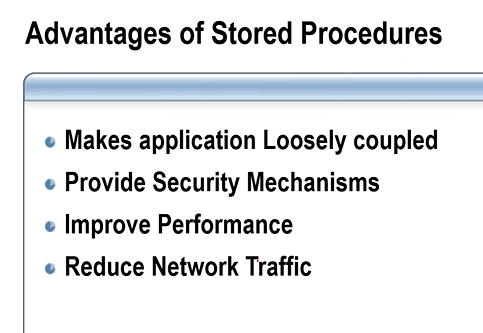 Advantages of Stored Procedures
Makes application Loosely coupled
Provide Security Mechanisms
Improve Performance
Reduce Network Traffic